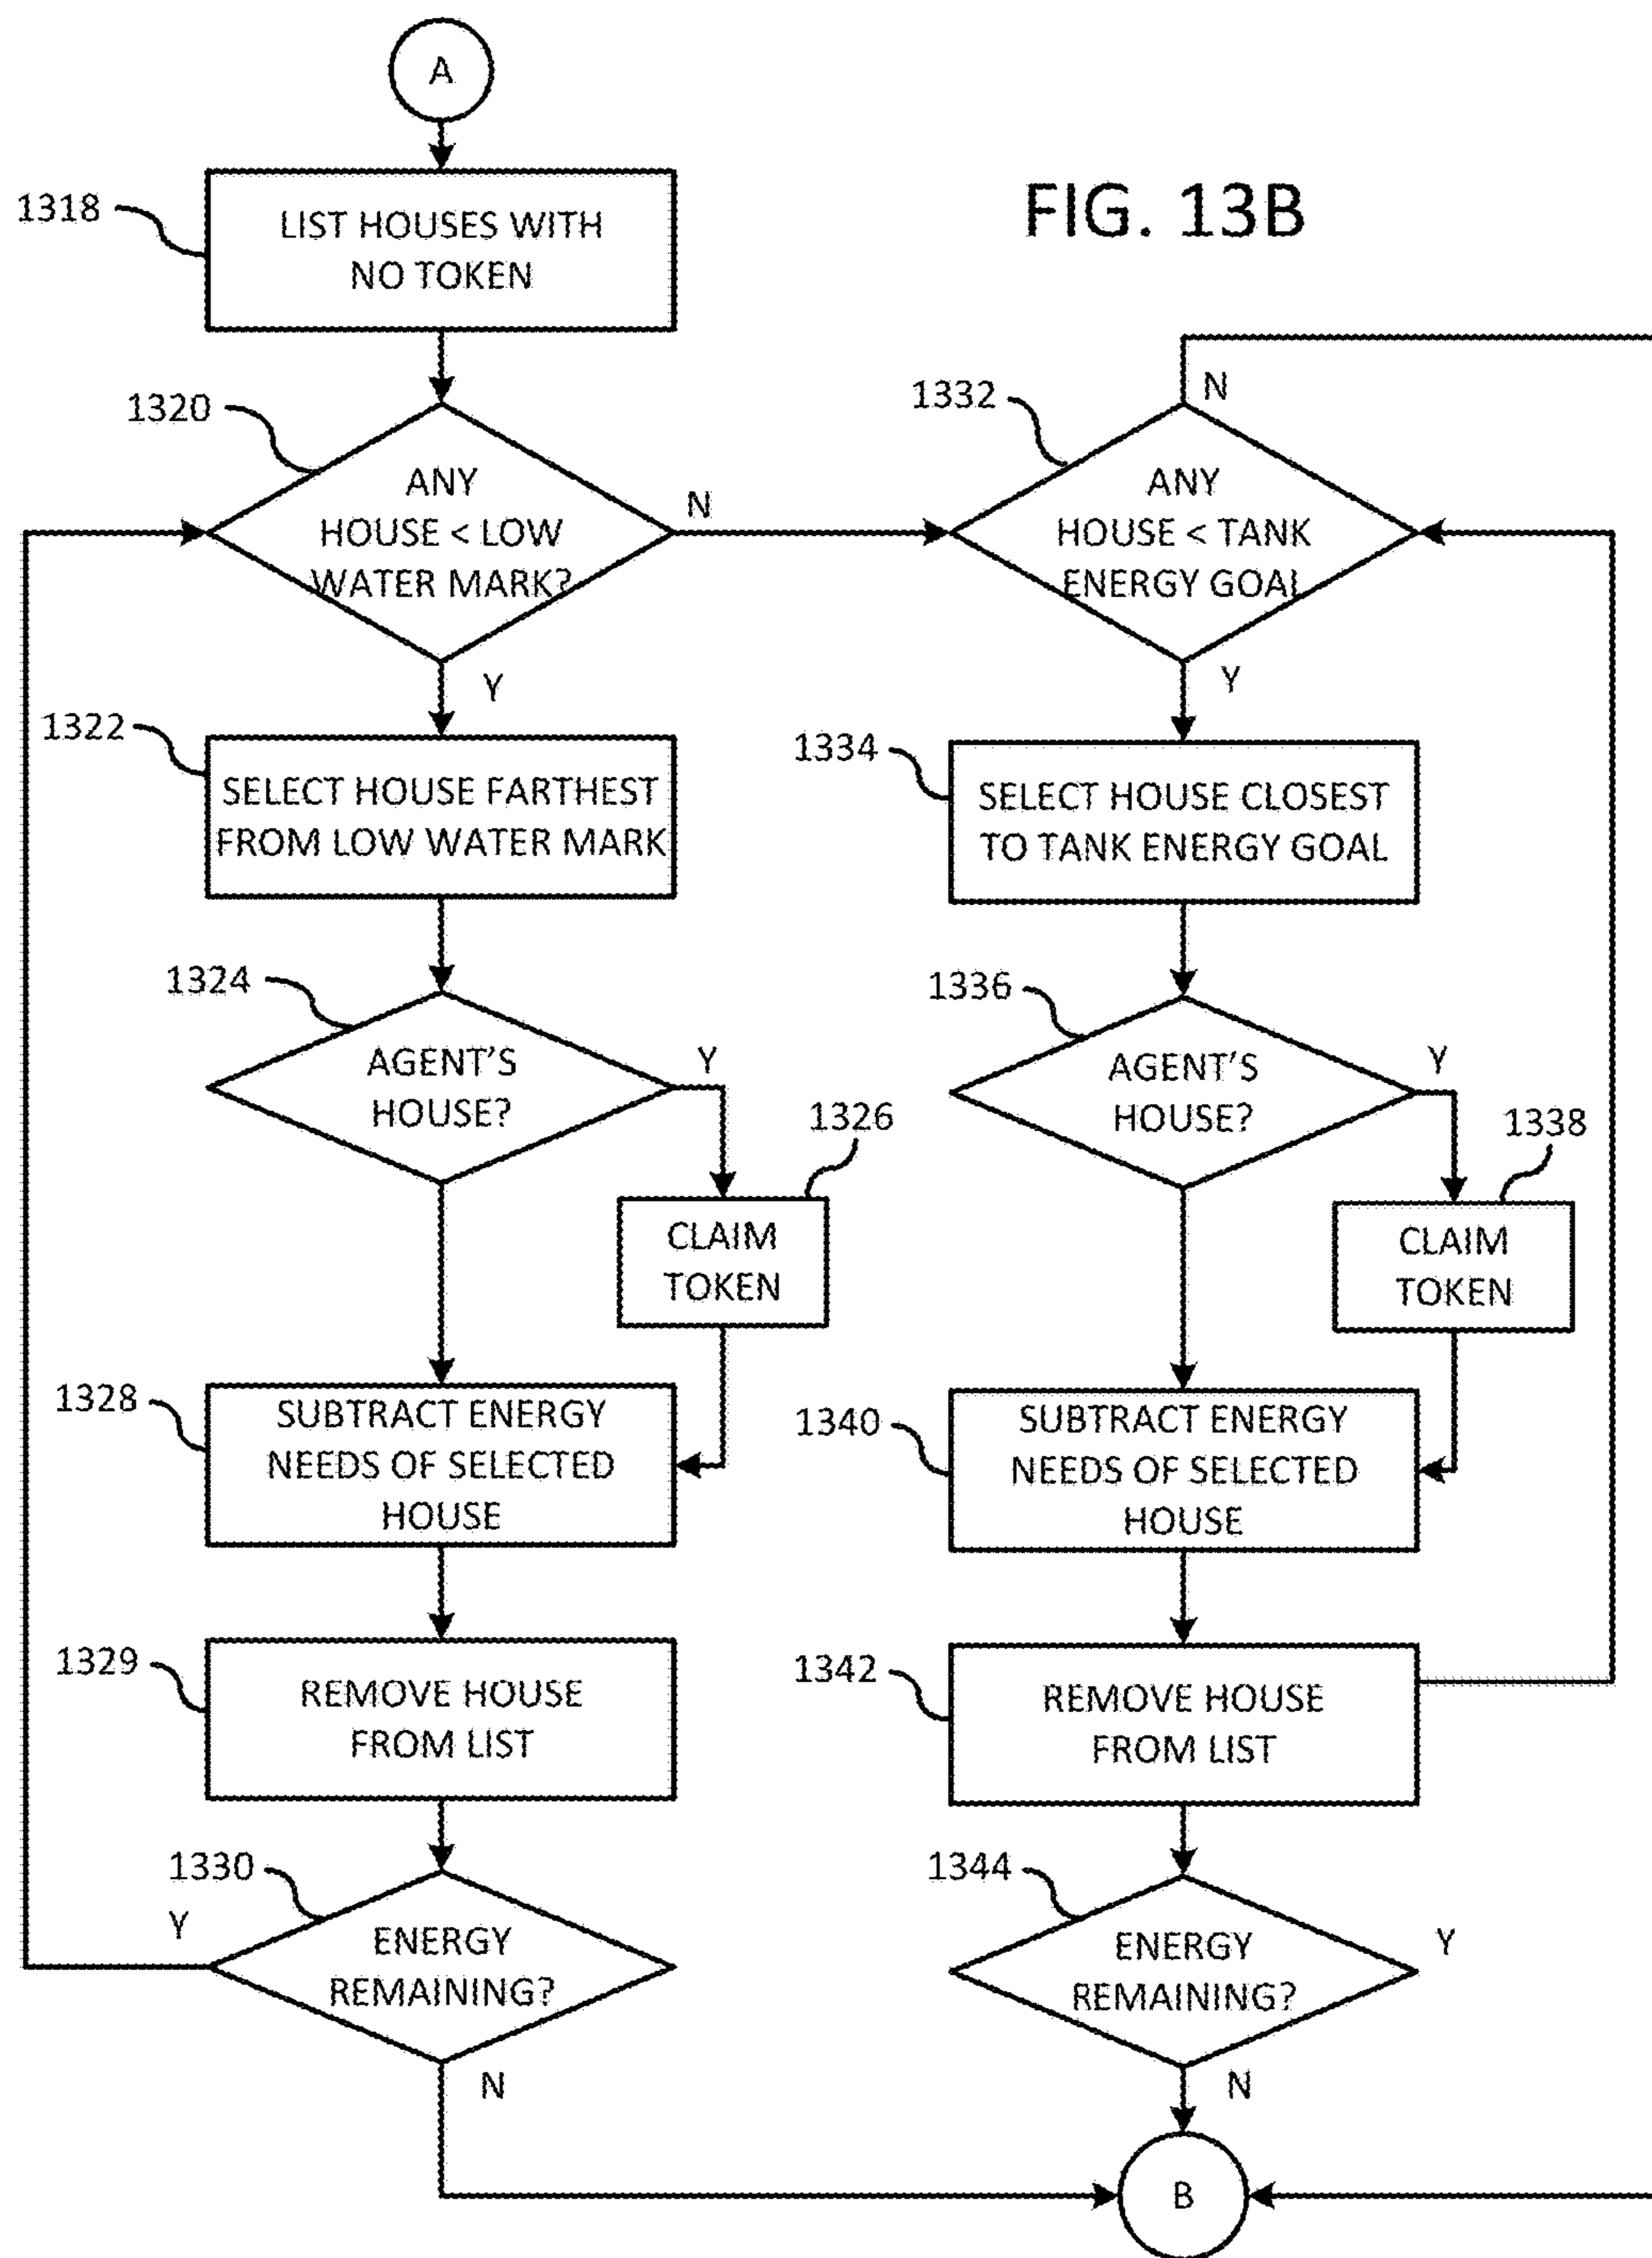 A
FIG. 13B
1318
LIST HOUSES WITH
NO TOKEN
1320
ANY
HOUSE < LOW
WATER MARK?
N
Y
1332
ANY
HOUSE < TANK
ENERGY GOAL
N
Y
1322
SELECT HOUSE FARTHEST
FROM LOW WATER MARK
1334
SELECT HOUSE CLOSEST
TO TANK ENERGY GOAL
1324
AGENT'S
HOUSE?
Y
1326
CLAIM
TOKEN
1336
AGENT'S
HOUSE?
Y
1338
CLAIM
TOKEN
1328
SUBTRACT ENERGY
NEEDS OF SELECTED
HOUSE
1340
SUBTRACT ENERGY
NEEDS OF SELECTED
HOUSE
1329
REMOVE HOUSE
FROM LIST
1342
REMOVE HOUSE
FROM LIST
1330
Y
ENERGY
REMAINING?
N
1344
ENERGY
REMAINING?
Y
N
B